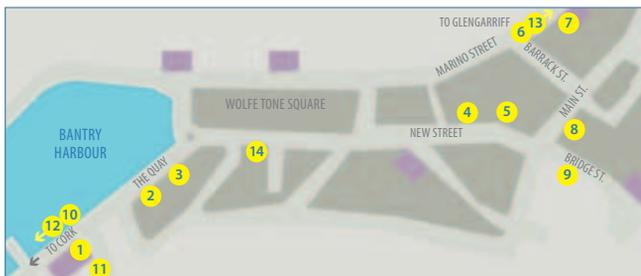 TO GLENGARRIFF
13
7
6
MARINO STREET
BARRACK ST.
WOLFE TONE SQUARE
MAIN ST.
4
5
BANTRY
HARBOUR
NEW STREET
8
14
THE QUAY
3
BRIDGE ST.
9
2
10
12
TO CORK
1
11